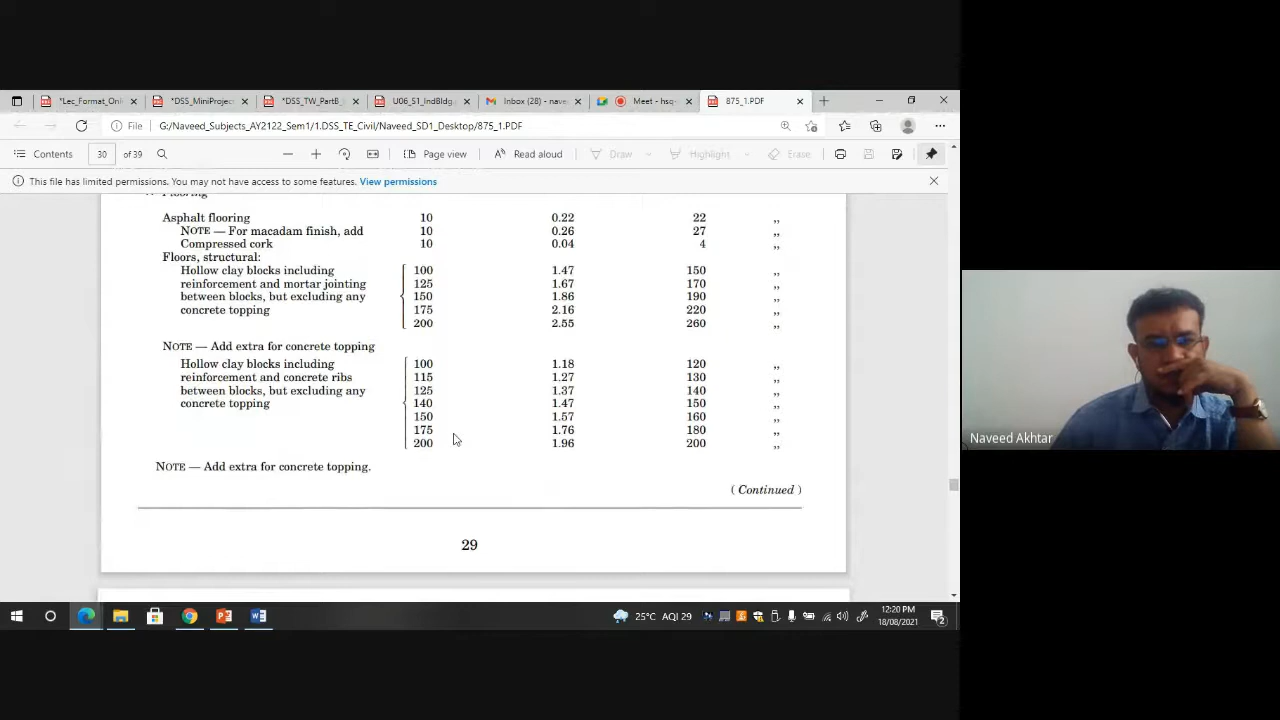 *Lec_Format_Onl
*DSS_MiniProjec
*DSS_TW_PartB_
U06_S1_IndBldg.
Inbox (28) - nave
Meet - hsq-
875_1.PDF
File
G:/Naveed_Subjects_AY2122_Sem1/1.DSS_TE_Civil/Naveed_SD1_Desktop/875_1.PDF
Contents 30 of 39 Page view Read aloud Draw Highlight Erase
This file has limited permissions. You may not have access to some features. View permissions
Flooring
Asphalt flooring 10 0.22 22 ,,
NOTE — For macadam finish, add 10 0.26 27 ,,
Compressed cork 10 0.04 4 ,,
Floors, structural:
Hollow clay blocks including 100 1.47 150 ,,
reinforcement and mortar jointing 125 1.67 170 ,,
between blocks, but excluding any 150 1.86 190 ,,
concrete topping 175 2.16 220 ,,
200 2.55 260 ,,
NOTE — Add extra for concrete topping
Hollow clay blocks including 100 1.18 120 ,,
reinforcement and concrete ribs 115 1.27 130 ,,
between blocks, but excluding any 125 1.37 140 ,,
concrete topping 140 1.47 150 ,,
150 1.57 160 ,,
175 1.76 180 ,,
200 1.96 200 ,,
NOTE — Add extra for concrete topping.
( Continued )
29
Naveed Akhtar
25°C AQI 29
12:20 PM
18/08/2021
2